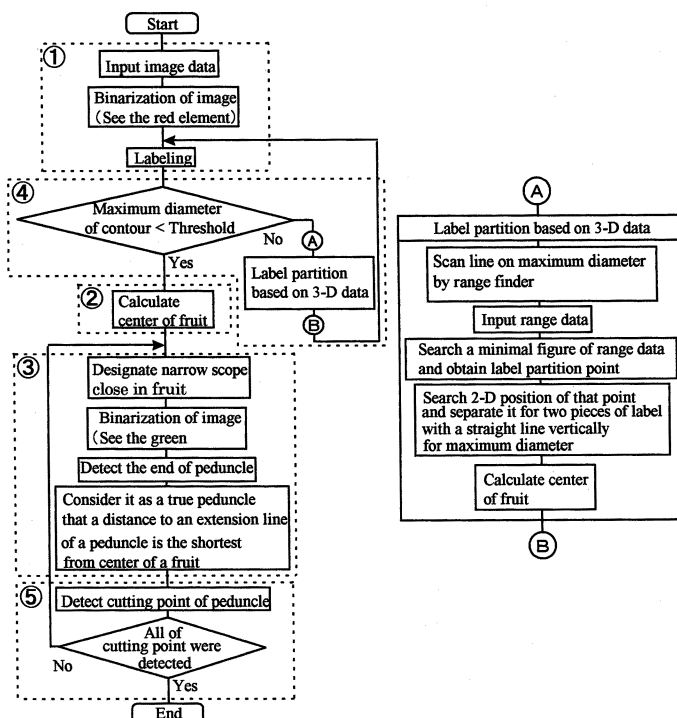 Start
①
Input image data
Binarization of image
(See the red element)
Labeling
④
Maximum diameter
of contour < Threshold
No
Yes
A
Label partition
based on 3-D data
B
②
Calculate
center of fruit
③
Designate narrow scope
close in fruit
Binarization of image
(See the green
Detect the end of peduncle
Consider it as a true peduncle
that a distance to an extension line
of a peduncle is the shortest
from center of a fruit
⑤
Detect cutting point of peduncle
All of
cutting point were
detected
No
Yes
End
A
Label partition based on 3-D data
Scan line on maximum diameter
by range finder
Input range data
Search a minimal figure of range data
and obtain label partition point
Search 2-D position of that point
and separate it for two pieces of label
with a straight line vertically
for maximum diameter
Calculate center
of fruit
B